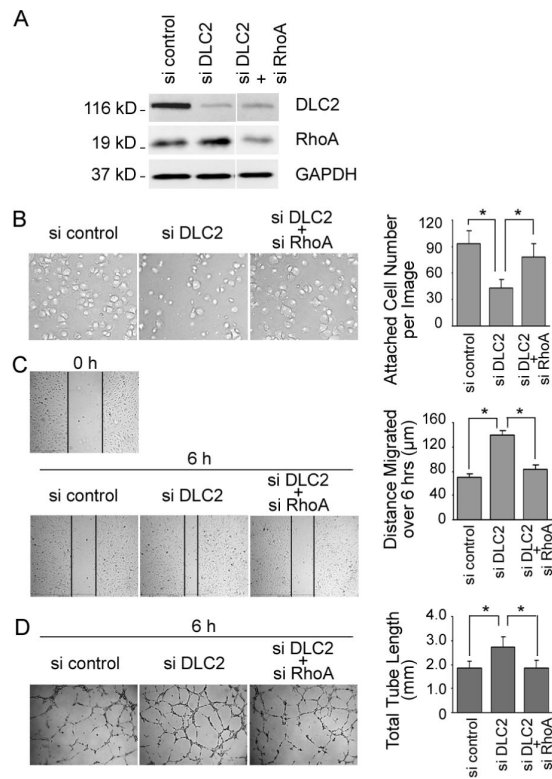 A
si control
si DLC2
si DLC2
+
si RhoA
116 kD
DLC2
19 kD
RhoA
37 kD
GAPDH
B
si control
si DLC2
si DLC2
+
si RhoA
Attached Cell Number
per Image
120
90
60
30
0
*
*
si control
si DLC2
si DLC2
+
si RhoA
C
0 h
6 h
si control
si DLC2
si DLC2
+
si RhoA
Distance Migrated
over 6 hrs (µm)
160
120
80
40
0
*
*
si control
si DLC2
si DLC2
+
si RhoA
D
6 h
si control
si DLC2
si DLC2
+
si RhoA
Total Tube Length
(mm)
4.0
3.0
2.0
1.0
0
*
*
si control
si DLC2
si DLC2
+
si RhoA